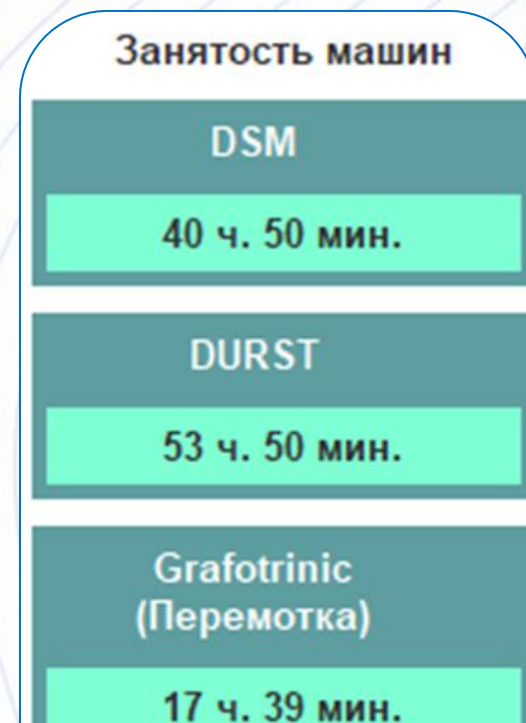 Занятость машин
DSM
40 ч. 50 мин.
DURST
53 ч. 50 мин.
Grafotrinic
(Перемотка)
17 ч. 39 мин.